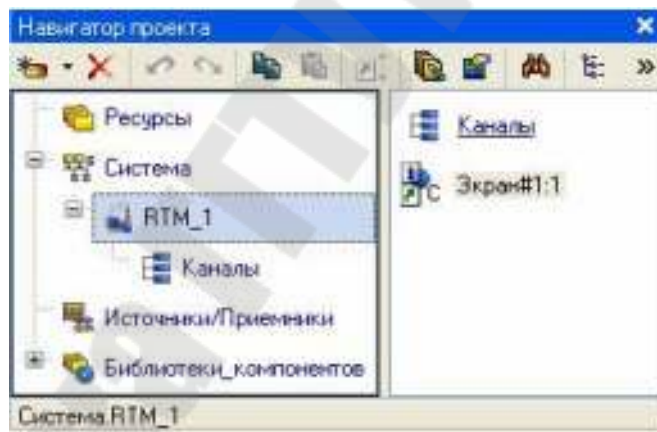 Навигатор проекта
Ресурсы
Система
RTM_1
Каналы
Источники/Приемники
Библиотеки_компонентов
Каналы
Экран#1:1
Система.RTM_1